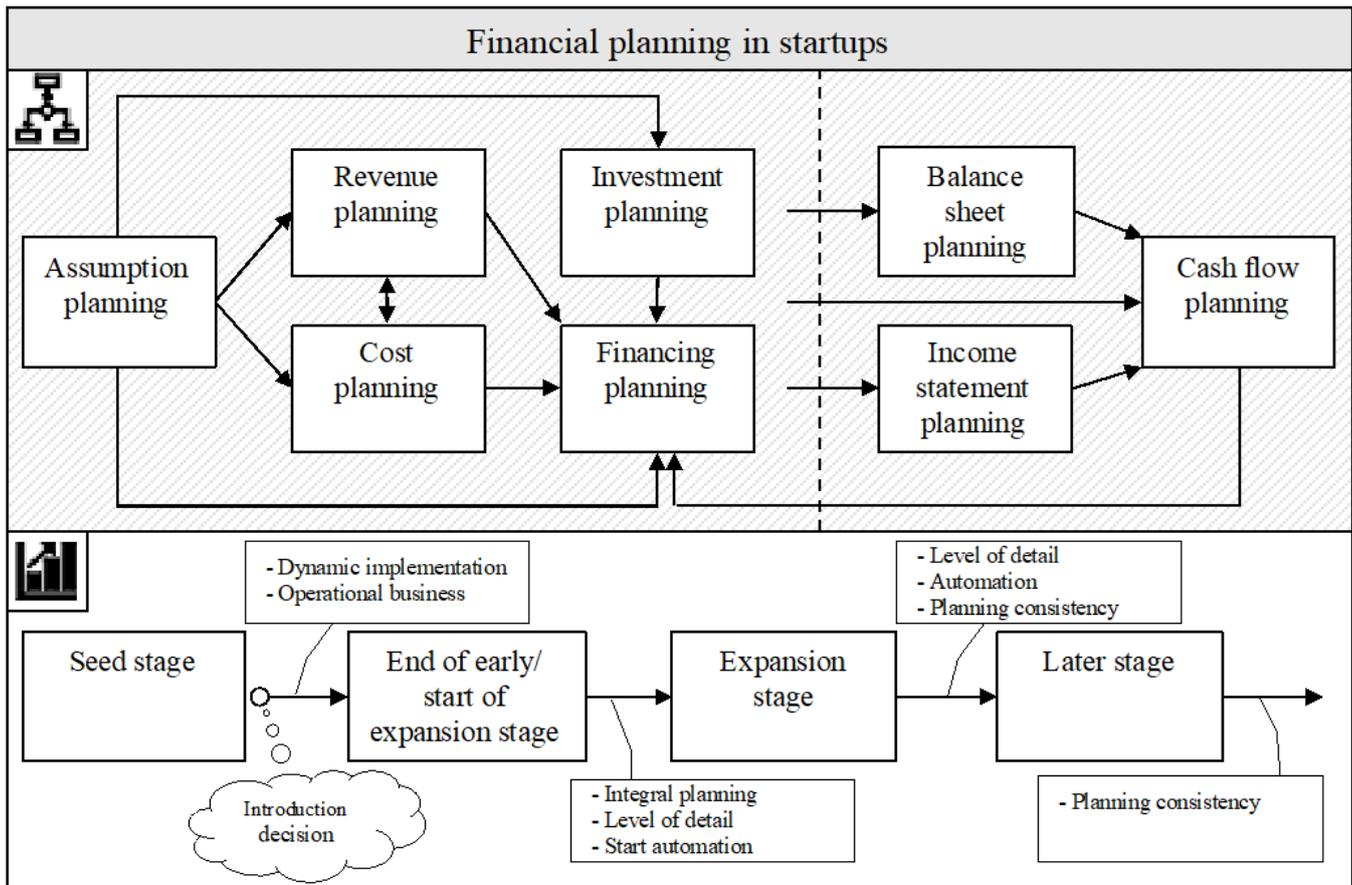 Financial planning in startups
Assumption
planning
Revenue
planning
Cost
planning
Investment
planning
Financing
planning
Balance
sheet
planning
Income
statement
planning
Cash flow
planning
- Dynamic implementation
- Operational business
- Level of detail
- Automation
- Planning consistency
Seed stage
End of early/
start of
expansion stage
Expansion
stage
Later stage
Introduction
decision
- Integral planning
- Level of detail
- Start automation
- Planning consistency